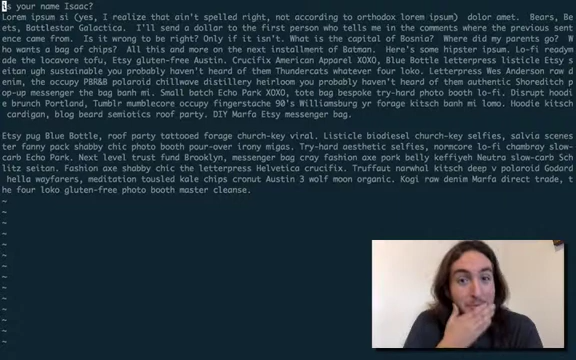 Is your name Isaac?
Lorem ipsum si (yes, I realize that ain't spelled right, not according to orthodox lorem ipsum)  dolor amet.  Bears, Be
ets, Battlestar Galactica.  I'll send a dollar to the first person that tells me in the comments where the previous sent
ence came from.  Is it wrong to be right?  Only if it isn't. What is the capital of Bosnia?  Where did my parents go?  W
ho wants a bag of chips?  All this and more on the next installment of Batman.  Here's some hipster ipsum. Lo-fi readym
ade the locavore tofu, Etsy gluten-free Austin. Crucifix American Apparel XOXO, Blue Bottle letterpress listicle Etsy s
eitan ugh sustainable you probably haven't heard of them Thundercats whatever four loko. Letterpress Wes Anderson raw d
enim, the occupy PBR&B polaroid chillwave distillery heirloom you probably haven't heard of them authentic Shoreditch p
op-up messenger the bag banh mi. Small batch Echo Park XOXO, tote bag bespoke try-hard photo booth lo-fi. Disrupt hoodi
e brunch Portland, Tumblr mumblecore occupy fingerstache 90's Williamsburg yr forage kitsch banh mi lomo. Hoodie kitsch
 cardigan, blog beard semiotics roof party. DIY Marfa Etsy messenger bag.
Etsy pug Blue Bottle, roof party tattooed forage church-key viral. Listicle biodiesel church-key selfies, salvia scenes
ter fanny pack shabby chic photo booth pour-over irony migas. Try-hard aesthetic selfies, normcore lo-fi chambray slow-
carb Echo Park. Next level trust fund Brooklyn, messenger bag cray fashion axe pork belly keffiyeh Neutra slow-carb Sch
litz seitan. Fashion axe shabby chic the letterpress Helvetica crucifix. Truffaut narwhal kitsch deep v polaroid Godard
 hella wayfarers, meditation tousled kale chips cronut Austin 3 wolf moon organic. Kogi raw denim Marfa direct trade, t
he four loko gluten-free photo booth master cleanse.
~
~
~
~
~
~
~
~
~
~
~
~
~
~